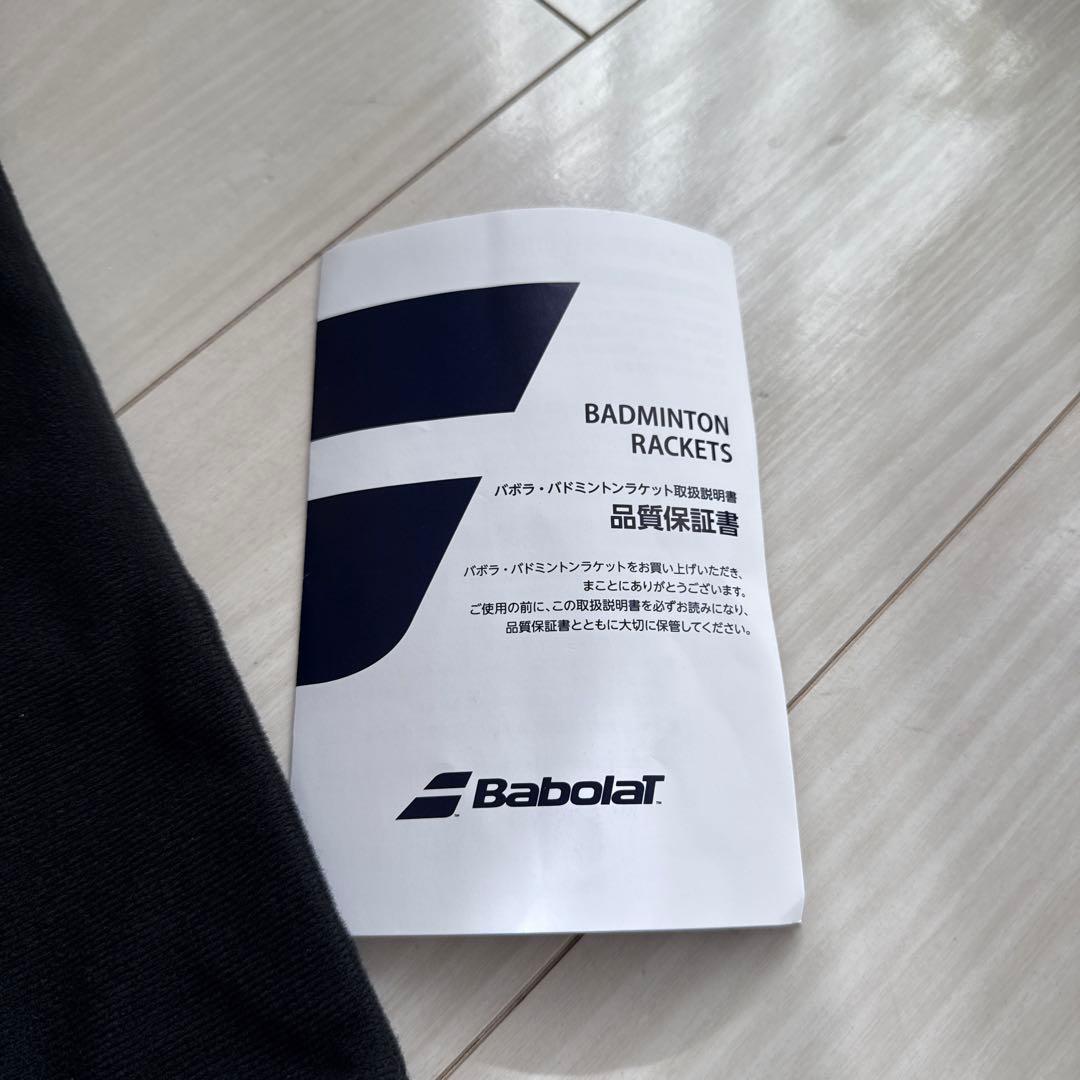 BADMINTON
RACKETS
バボラ・バドミントンラケット取扱説明書
品質保証書
バボラ・バドミントンラケットをお買い上げいただき、
まことにありがとうございます。
ご使用の前に、この取扱説明書を必ずお読みになり、
品質保証書とともに大切に保管してください。
Babolat